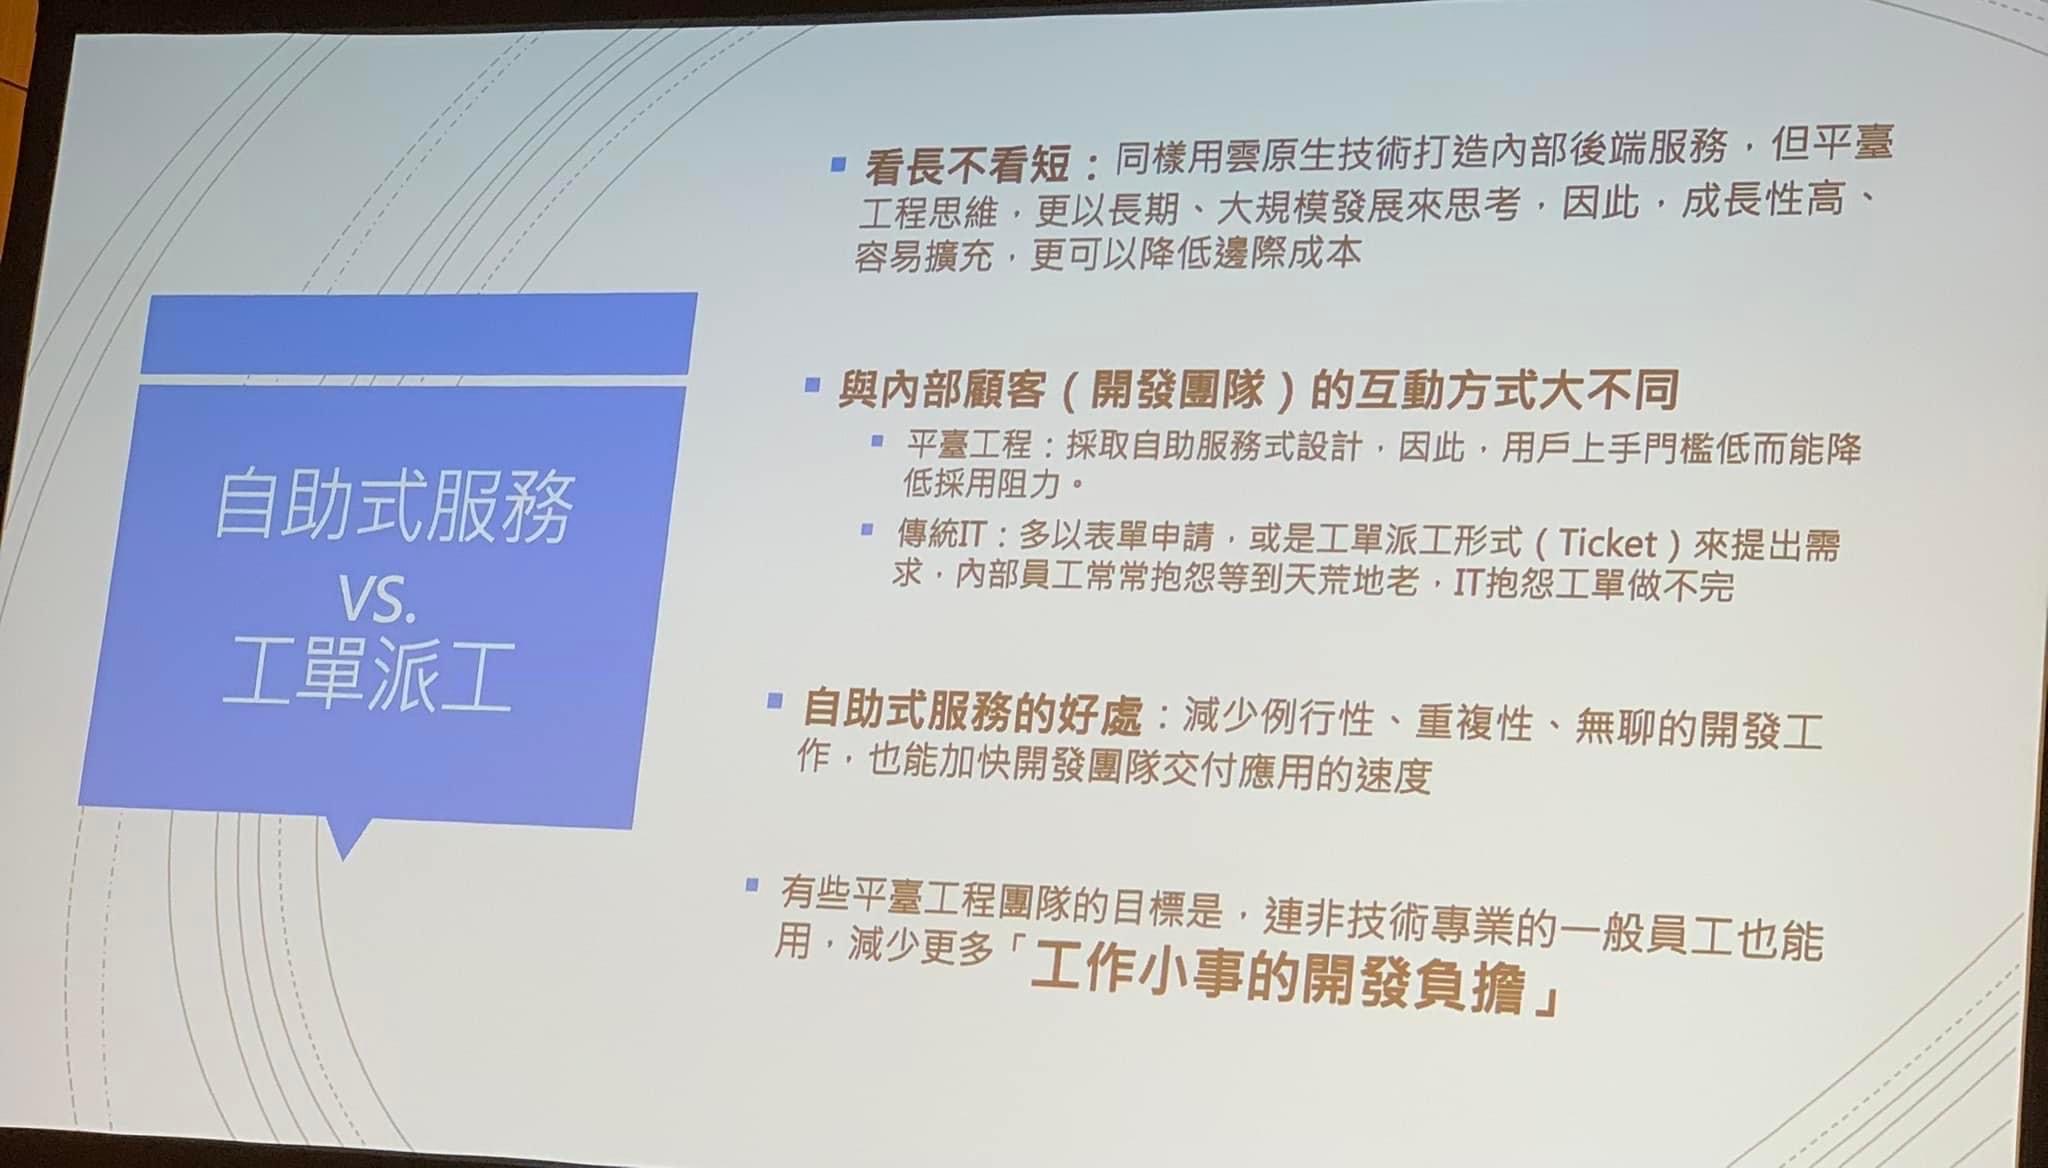 自助式服務
vs.
工單派工
▪ 看長不看短：同樣用雲原生技術打造內部後端服務，但平臺
工程思維，更以長期、大規模發展來思考，因此，成長性高、
容易擴充，更可以降低邊際成本
▪ 與內部顧客（開發團隊）的互動方式大不同
▪ 平臺工程：採取自助服務式設計，因此，用戶上手門檻低而能降
低採用阻力。
▪ 傳統IT：多以表單申請，或是工單派工形式（Ticket）來提出需
求，內部員工常常抱怨等到天荒地老，IT抱怨工單做不完
▪ 自助式服務的好處：減少例行性、重複性、無聊的開發工
作，也能加快開發團隊交付應用的速度
▪ 有些平臺工程團隊的目標是，連非技術專業的一般員工也能
用，減少更多「工作小事的開發負擔」